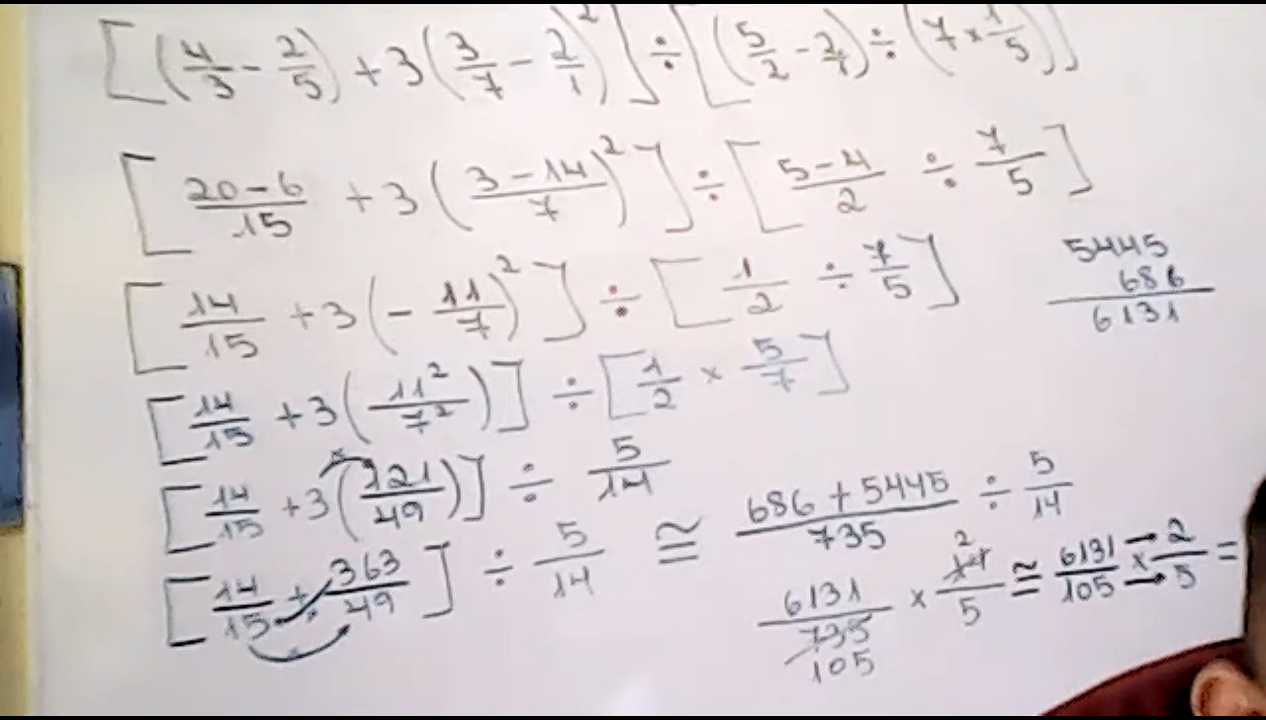 [(4/3 - 2/5) + 3(3/7 - 2/1)²] ÷ [(5/2 - 2/1) ÷ (7 × 1/5)]
[(20-6)/15 + 3((3-14)/7)²] ÷ [(5-4)/2 ÷ 7/5]
[14/15 + 3(-11/7)²] ÷ [1/2 ÷ 7/5]
5445
686
6131
[14/15 + 3(11²/7²)] ÷ [1/2 × 5/7]
[14/15 + 3(121/49)] ÷ 5/14
[14/15 + 363/49] ÷ 5/14 ≅ (686 + 5445)/735 ÷ 5/14
6131/735 × 14/5 ≅ 6131/105 × 2/5 =
105 2